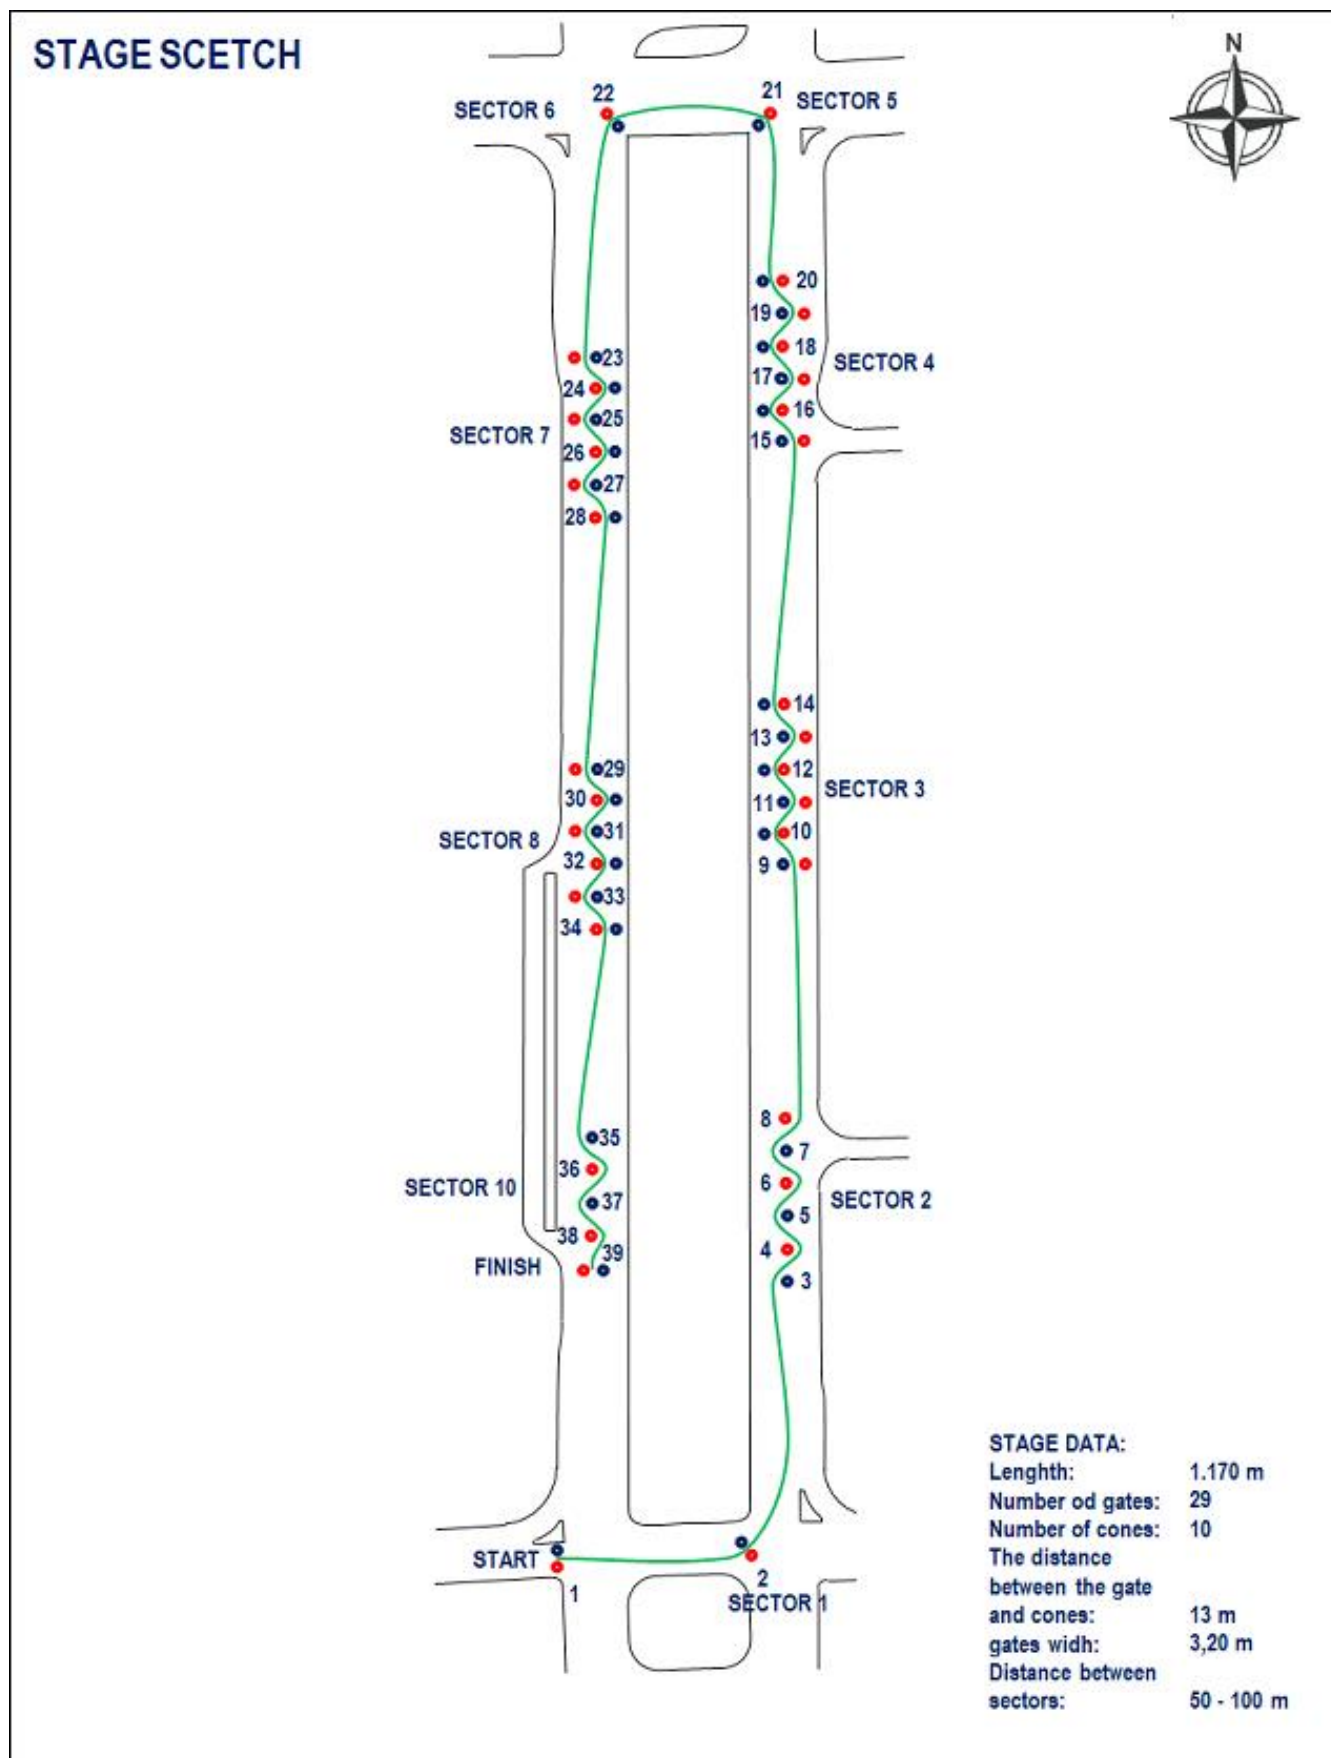 STAGE SCETCH
N
22
21
SECTOR 6
SECTOR 5
20
19
18
SECTOR 4
17
16
15
23
24
25
SECTOR 7
26
27
28
14
13
12
SECTOR 3
11
10
9
29
30
31
SECTOR 8
32
33
34
8
7
6
SECTOR 2
5
4
3
35
36
SECTOR 10
37
38
39
FINISH
START
1
2
SECTOR 1
STAGE DATA:
Lenghth: 1.170 m
Number od gates: 29
Number of cones: 10
The distance
between the gate
and cones: 13 m
gates widh: 3,20 m
Distance between
sectors: 50 - 100 m